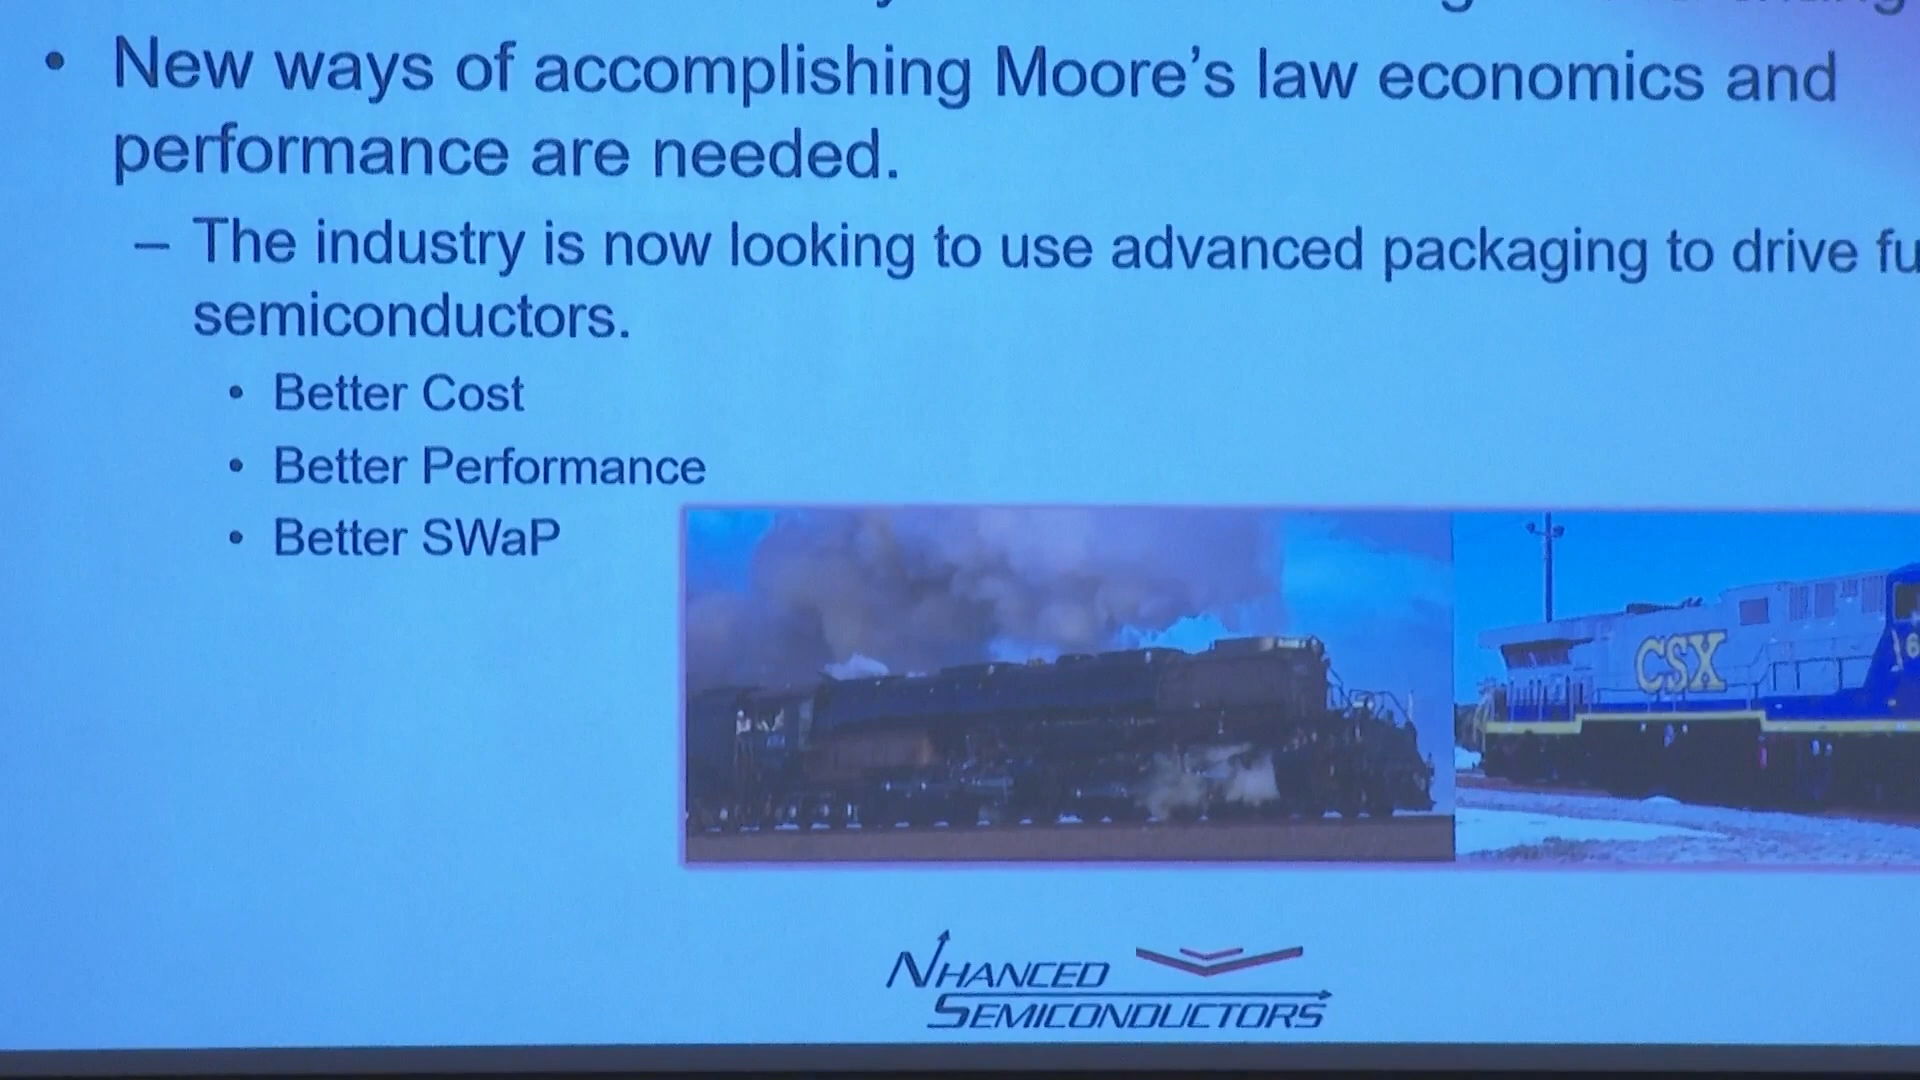 • New ways of accomplishing Moore's law economics and
performance are needed.
– The industry is now looking to use advanced packaging to drive fu
semiconductors.
• Better Cost
• Better Performance
• Better SWaP
CSX
6
NHANCED
SEMICONDUCTORS